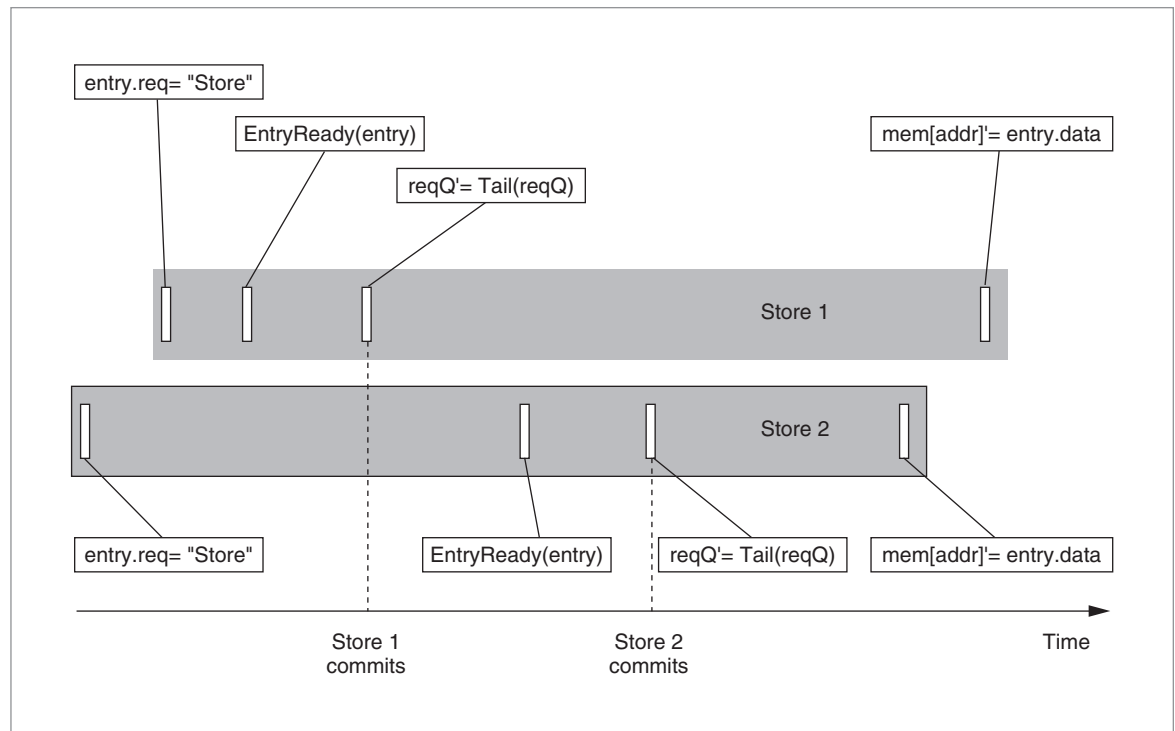 entry.req= "Store"
EntryReady(entry)
mem[addr]'= entry.data
reqQ'= Tail(reqQ)
Store 1
Store 2
entry.req= "Store"
EntryReady(entry)
reqQ'= Tail(reqQ)
mem[addr]'= entry.data
Store 1
commits
Store 2
commits
Time